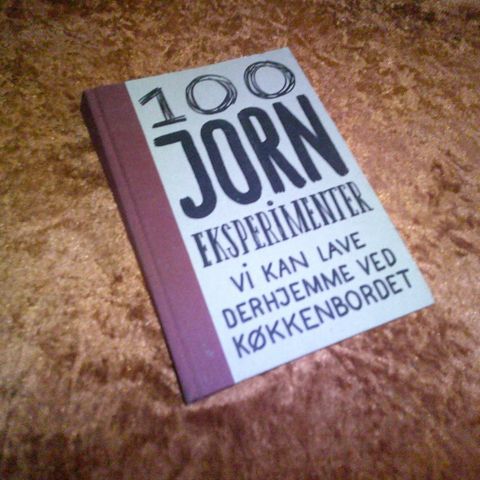 100
JORN
EKSPERIMENTER
Vi KAN LAVE
DERHJEMME VED
KØKKENBORDET